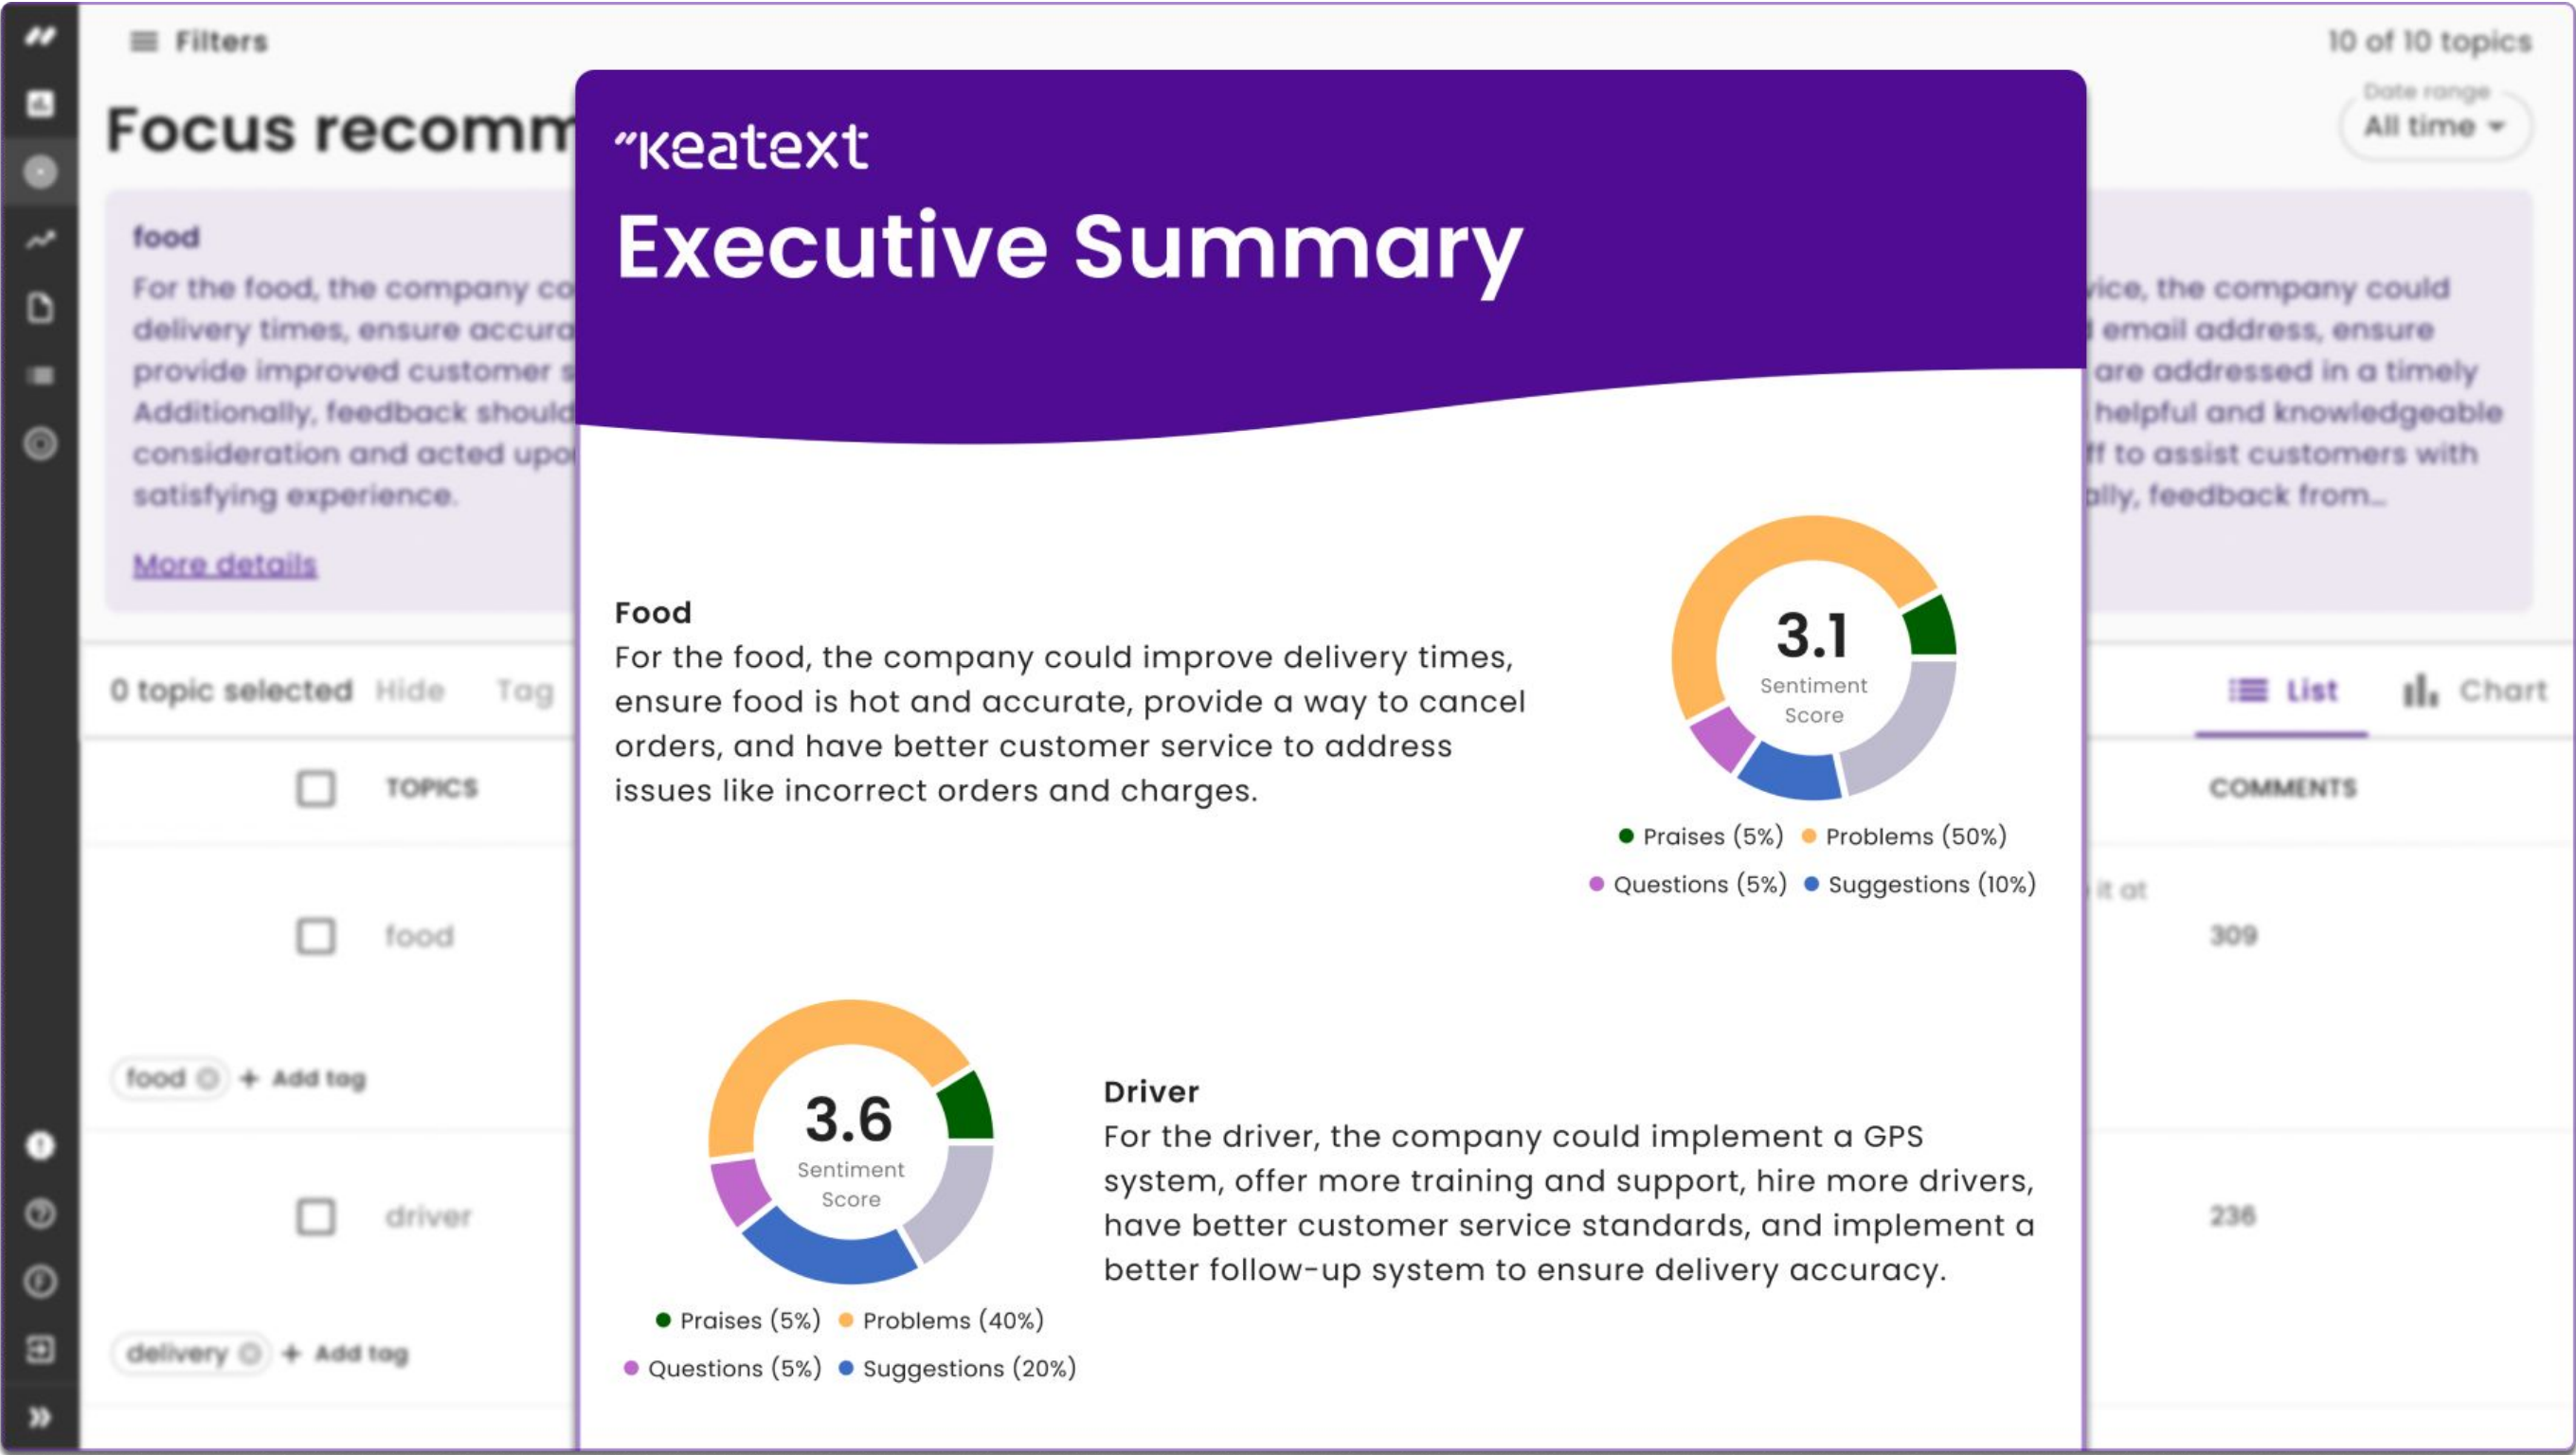 Filters
10 of 10 topics
Focus recomm
Date range
All time
food
For the food, the company co
delivery times, ensure accura
provide improved customer s
Additionally, feedback should
consideration and acted upo
satisfying experience.
More details
vice, the company could
email address, ensure
are addressed in a timely
helpful and knowledgeable
ff to assist customers with
ally, feedback from...
0 topic selected Hide Tag
List Chart
TOPICS
COMMENTS
food
it at
309
food + Add tag
driver
236
delivery + Add tag
keatext
Executive Summary
Food
For the food, the company could improve delivery times,
ensure food is hot and accurate, provide a way to cancel
orders, and have better customer service to address
issues like incorrect orders and charges.
3.1
Sentiment
Score
Praises (5%) Problems (50%)
Questions (5%) Suggestions (10%)
3.6
Sentiment
Score
Praises (5%) Problems (40%)
Questions (5%) Suggestions (20%)
Driver
For the driver, the company could implement a GPS
system, offer more training and support, hire more drivers,
have better customer service standards, and implement a
better follow-up system to ensure delivery accuracy.